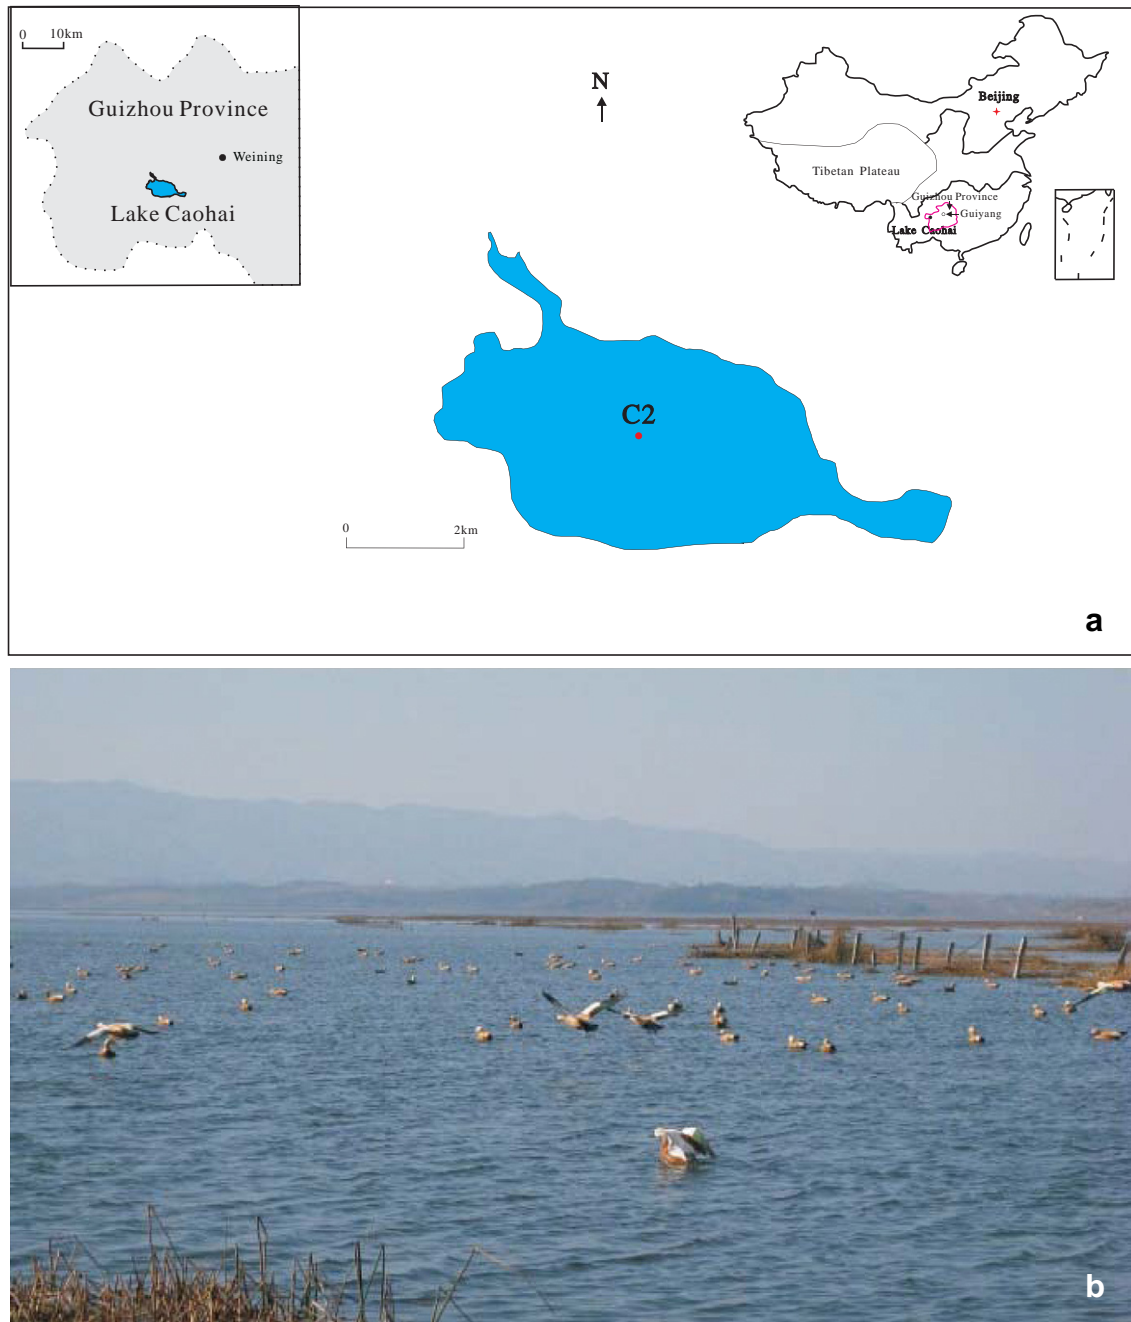 0 10km
Guizhou Province
Weining
Lake Caohai
N
Beijing
Tibetan Plateau
Guizhou Province
Guiyang
Lake Caohai
C2
0 2km
a
b